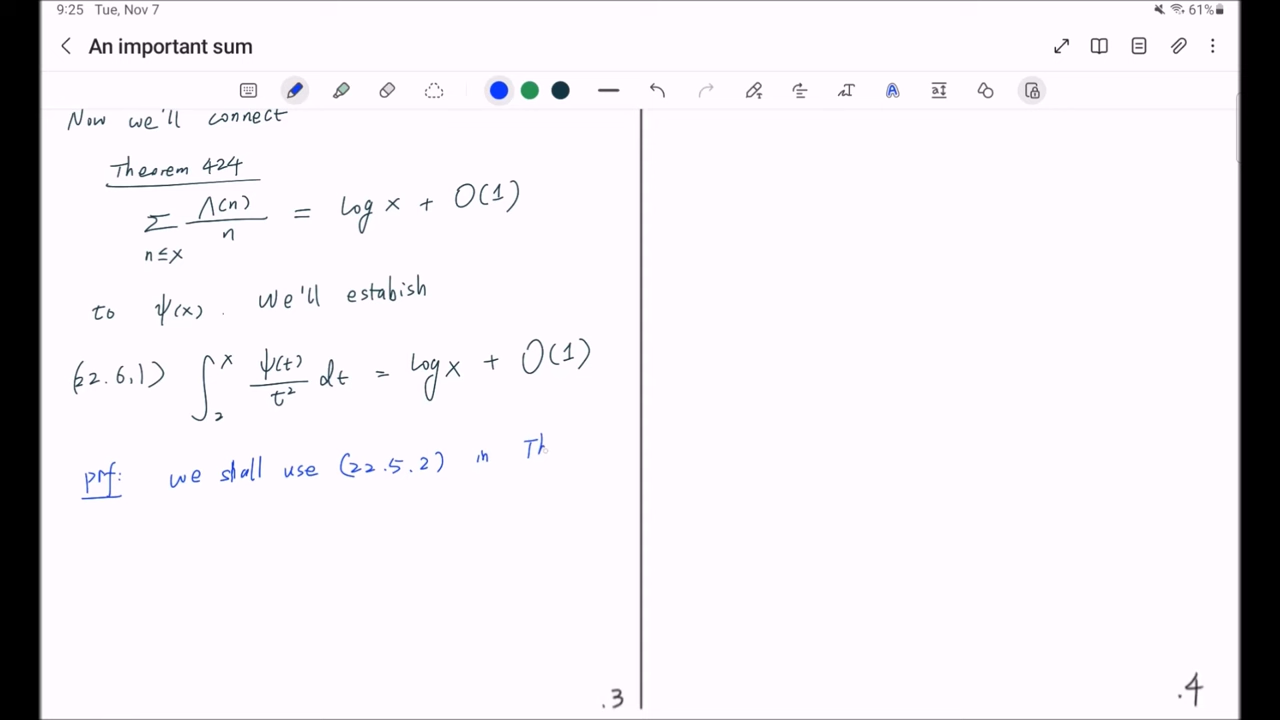 9:25 Tue, Nov 7
61%
An important sum
Now we'll connect
Theorem 424
∑_{n≤x} Λ(n)/n = log x + O(1)
to ψ(x). We'll estabish
(22.6.1) ∫_2^x ψ(t)/t² dt = log x + O(1)
prf: we shall use (22.5.2) in Th
.3
.4